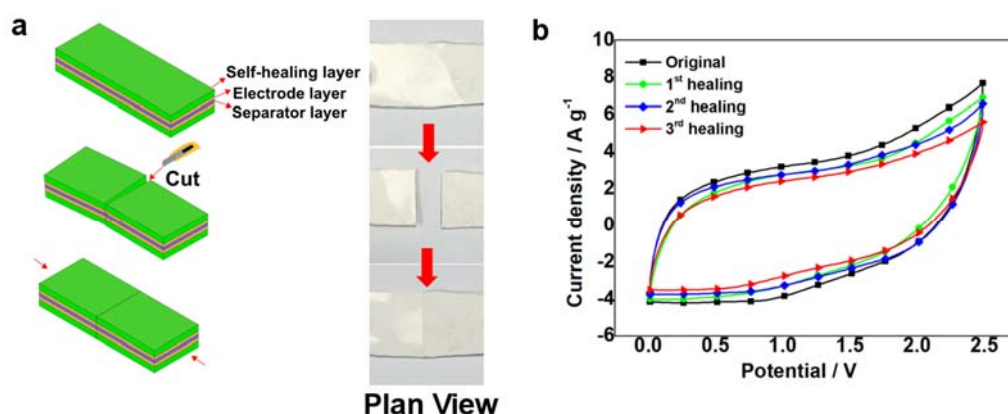 a
Self-healing layer
Electrode layer
Separator layer
Cut
Plan View
b
10
8
6
4
2
0
-2
-4
-6
Current density / A g⁻¹
Original
1ˢᵗ healing
2ⁿᵈ healing
3ʳᵈ healing
0.0 0.5 1.0 1.5 2.0 2.5
Potential / V